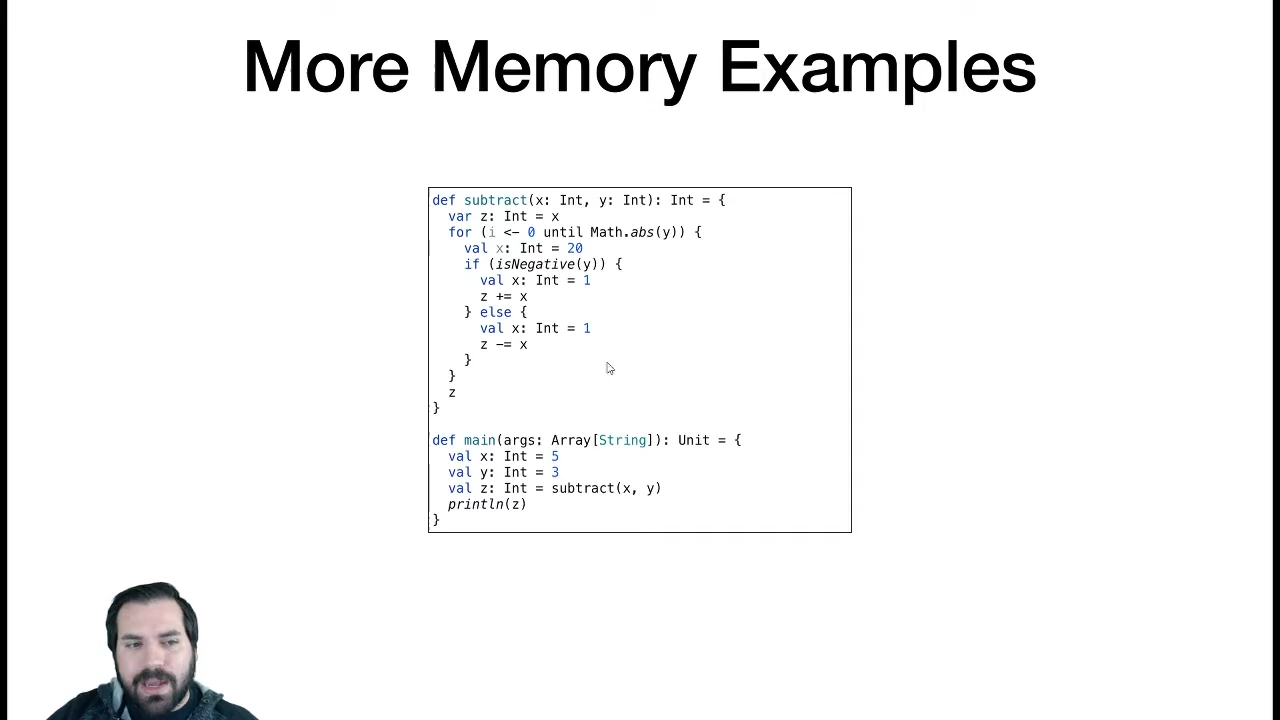 More Memory Examples
def subtract(x: Int, y: Int): Int = {
  var z: Int = x
  for (i <- 0 until Math.abs(y)) {
    val x: Int = 20
    if (isNegative(y)) {
      val x: Int = 1
      z += x
    } else {
      val x: Int = 1
      z -= x
    }
  }
  z
}
def main(args: Array[String]): Unit = {
  val x: Int = 5
  val y: Int = 3
  val z: Int = subtract(x, y)
  println(z)
}